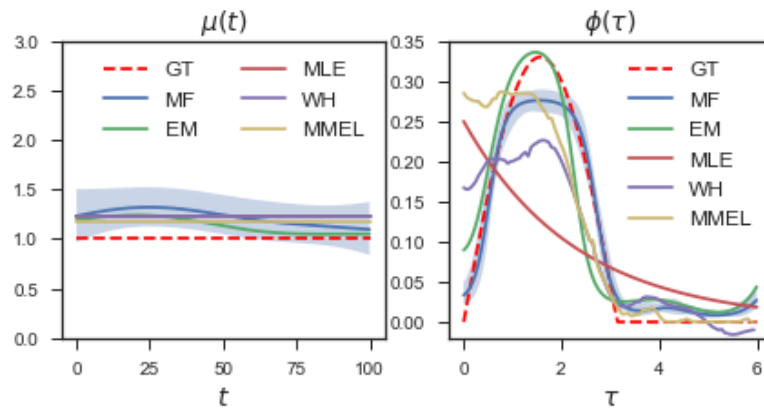 μ(t)
3.0
2.5
2.0
1.5
1.0
0.5
0.0
GT
MF
EM
MLE
WH
MMEL
0 25 50 75 100
t
ϕ(τ)
0.35
0.30
0.25
0.20
0.15
0.10
0.05
0.00
GT
MF
EM
MLE
WH
MMEL
0 2 4 6
τ